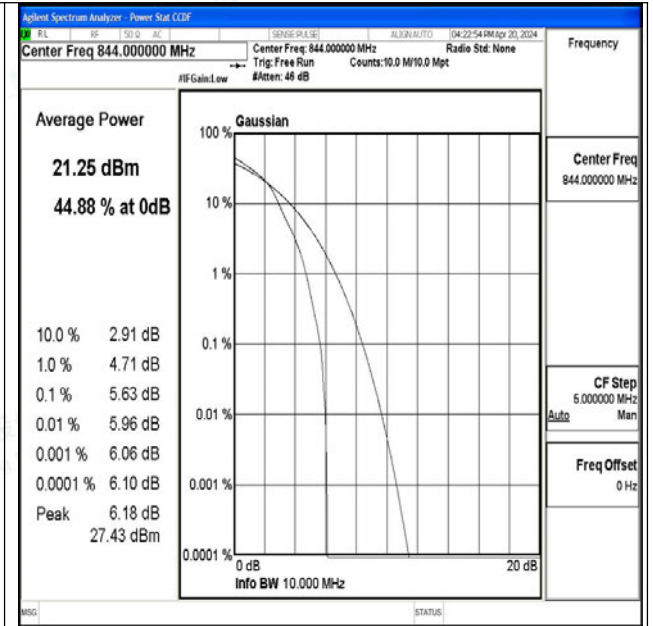 Agilent Spectrum Analyzer - Power Stat CCDF
RL RF 50 Ω AC SENSE:PULSE ALIGN AUTO 04:22:54 PM Apr 20, 2024
Center Freq 844.000000 MHz
Center Freq: 844.000000 MHz Radio Std: None
Trig: Free Run Counts:10.0 M/10.0 Mpt
#IFGain:Low #Atten: 46 dB
Frequency
Average Power
21.25 dBm
44.88 % at 0dB
10.0 % 2.91 dB
1.0 % 4.71 dB
0.1 % 5.63 dB
0.01 % 5.96 dB
0.001 % 6.06 dB
0.0001 % 6.10 dB
Peak 6.18 dB
27.43 dBm
Gaussian
100 %
10 %
1 %
0.1 %
0.01 %
0.001 %
0.0001 %
0 dB 20 dB
Info BW 10.000 MHz
Center Freq
844.000000 MHz
CF Step
5.000000 MHz
Auto Man
Freq Offset
0 Hz
MSG STATUS